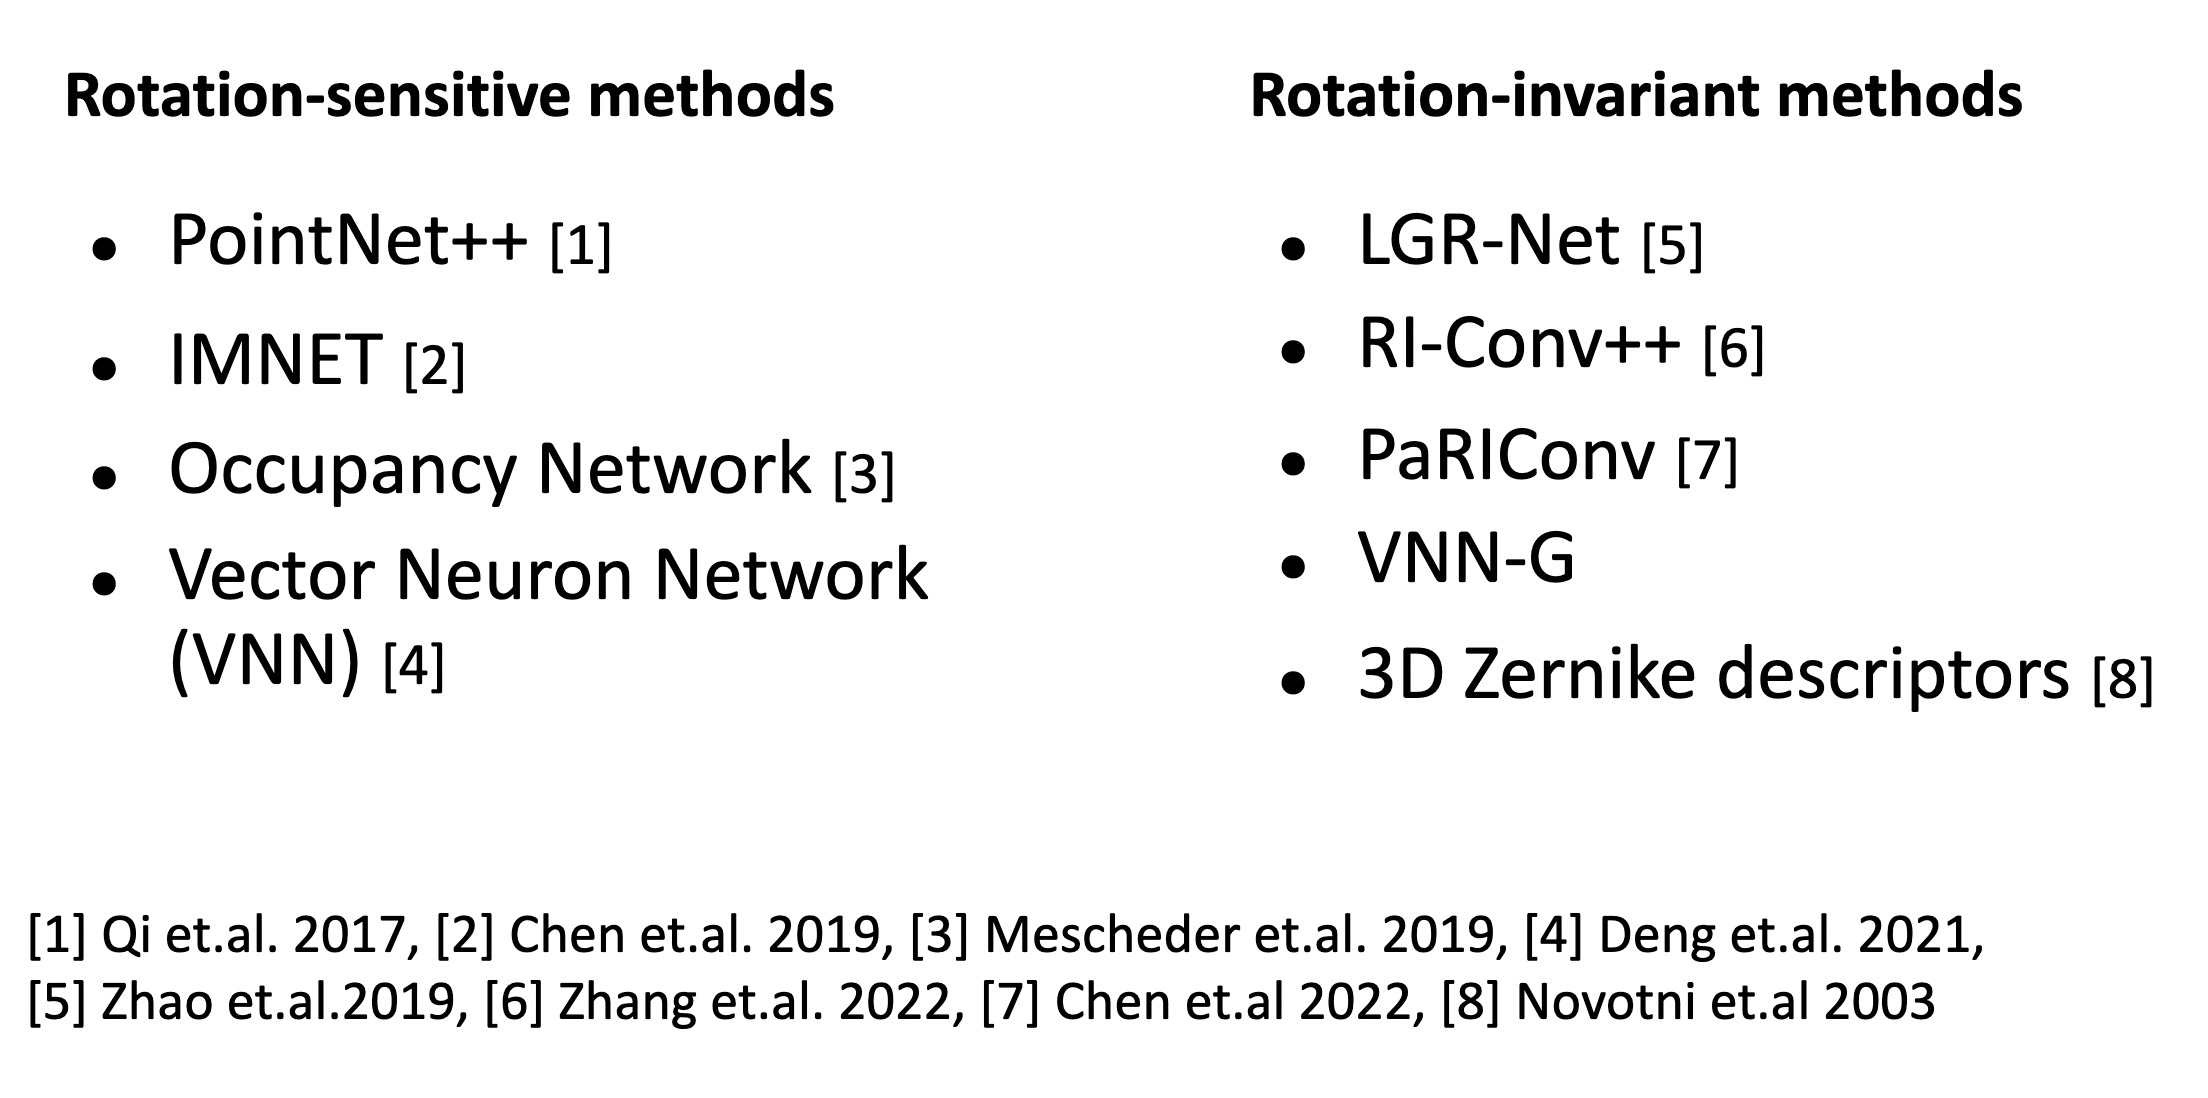 Rotation-sensitive methods
• PointNet++ [1]
• IMNET [2]
• Occupancy Network [3]
• Vector Neuron Network
(VNN) [4]
Rotation-invariant methods
• LGR-Net [5]
• RI-Conv++ [6]
• PaRIConv [7]
• VNN-G
• 3D Zernike descriptors [8]
[1] Qi et.al. 2017, [2] Chen et.al. 2019, [3] Mescheder et.al. 2019, [4] Deng et.al. 2021,
[5] Zhao et.al.2019, [6] Zhang et.al. 2022, [7] Chen et.al 2022, [8] Novotni et.al 2003